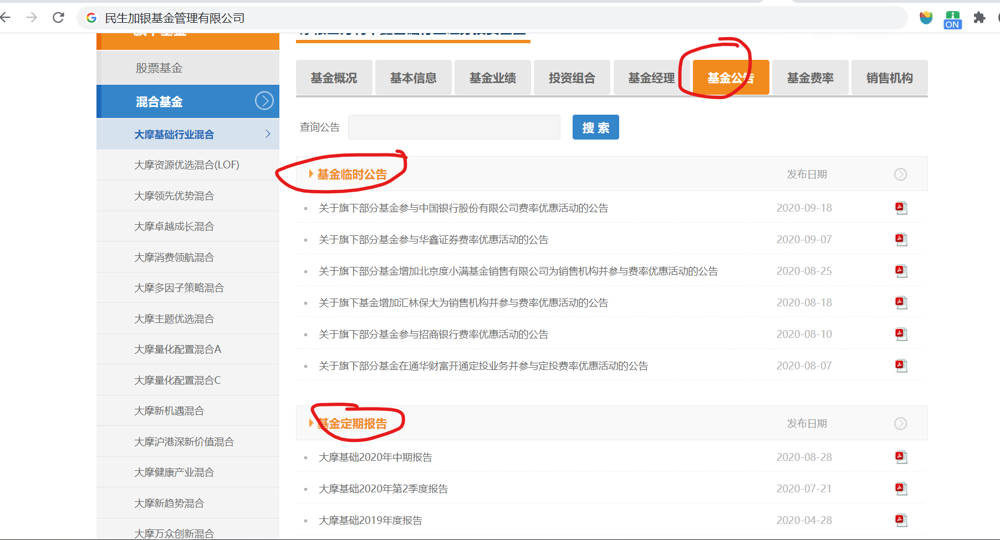 民生加银基金管理有限公司
ON
旗下基金
股票基金
混合基金
大摩基础行业混合
大摩资源优选混合(LOF)
大摩领先优势混合
大摩卓越成长混合
大摩消费领航混合
大摩多因子策略混合
大摩主题优选混合
大摩量化配置混合A
大摩量化配置混合C
大摩新机遇混合
大摩沪港深新价值混合
大摩健康产业混合
大摩新趋势混合
大摩万众创新混合
基金概况 基本信息 基金业绩 投资组合 基金经理 基金公告 基金费率 销售机构
查询公告 搜索
基金临时公告 发布日期
关于旗下部分基金参与中国银行股份有限公司费率优惠活动的公告 2020-09-18
关于旗下部分基金参与华鑫证券费率优惠活动的公告 2020-09-07
关于旗下部分基金增加北京度小满基金销售有限公司为销售机构并参与费率优惠活动的公告 2020-08-25
关于旗下基金增加汇林保大为销售机构并参与费率优惠活动的公告 2020-08-18
关于旗下部分基金参与招商银行费率优惠活动的公告 2020-08-10
关于旗下部分基金在通华财富开通定投业务并参与定投费率优惠活动的公告 2020-08-07
基金定期报告 发布日期
大摩基础2020年中期报告 2020-08-28
大摩基础2020年第2季度报告 2020-07-21
大摩基础2019年度报告 2020-04-28